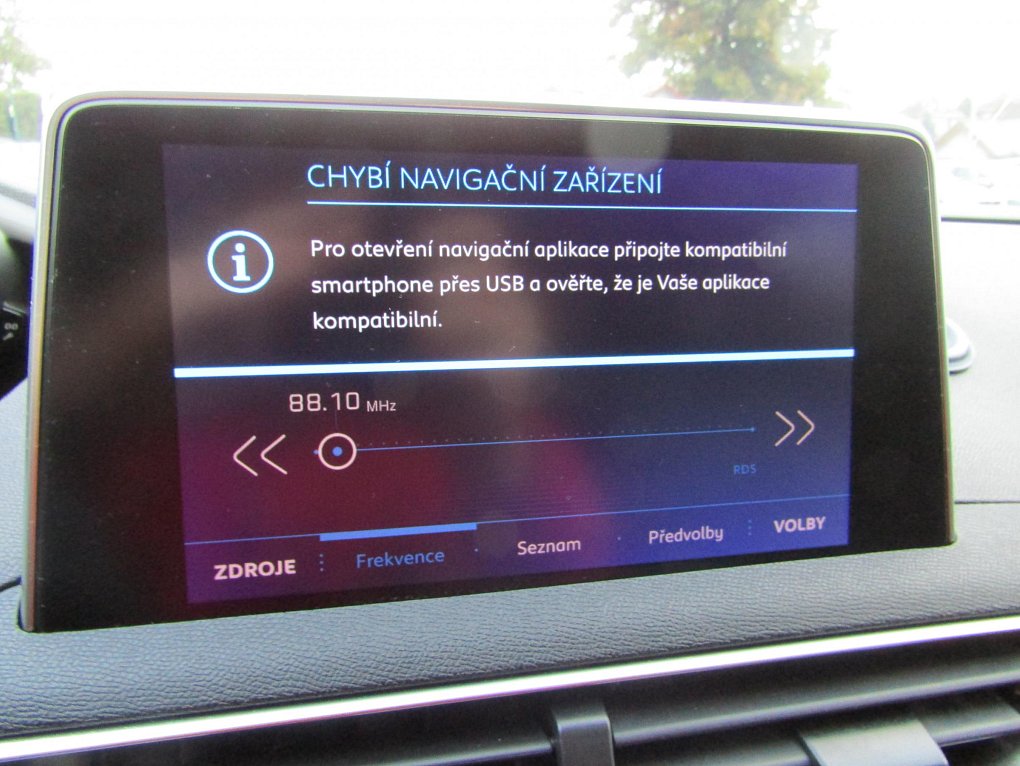 CHYBÍ NAVIGAČNÍ ZAŘÍZENÍ
Pro otevření navigační aplikace připojte kompatibilní
smartphone přes USB a ověřte, že je Vaše aplikace
kompatibilní.
88.10 MHz
RDS
ZDROJE Frekvence Seznam Předvolby VOLBY